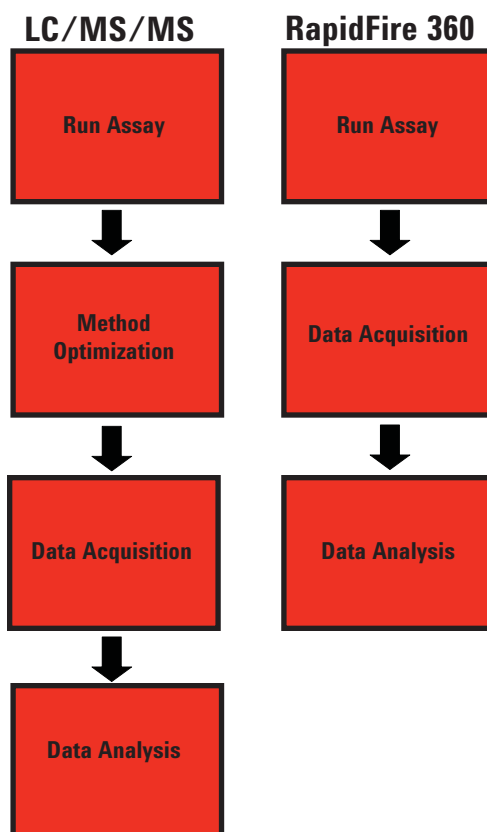 LC/MS/MS
Run Assay
Method
Optimization
Data Acquisition
Data Analysis
RapidFire 360
Run Assay
Data Acquisition
Data Analysis